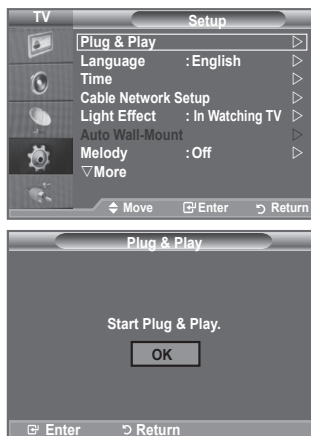 TV Setup
Plug & Play ▷
Language : English ▷
Time ▷
Cable Network Setup ▷
Light Effect : In Watching TV ▷
Auto Wall-Mount ▷
Melody : Off ▷
▽More
Move Enter Return
Plug & Play
Start Plug & Play.
OK
Enter Return